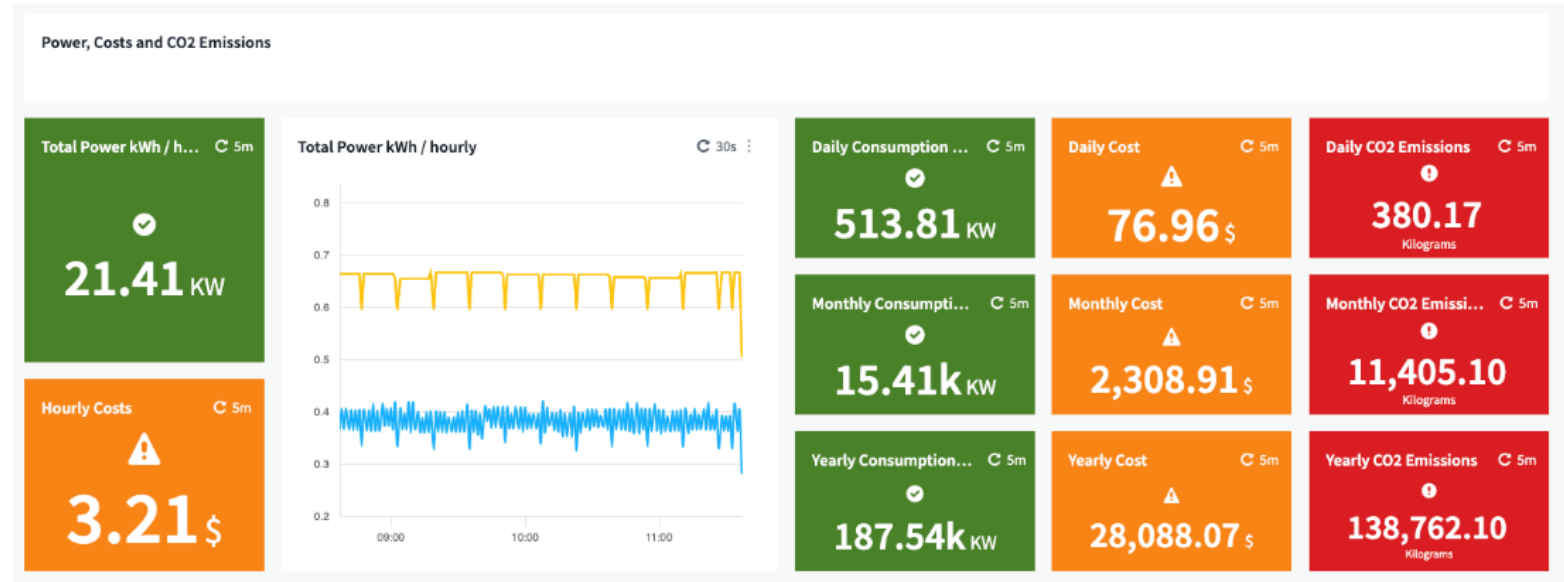 Power, Costs and CO2 Emissions
Total Power kWh / h... 5m
21.41 KW
Hourly Costs 5m
3.21 $
Total Power kWh / hourly 30s
0.8
0.7
0.6
0.5
0.4
0.3
0.2
09:00 10:00 11:00
Daily Consumption ... 5m
513.81 KW
Daily Cost 5m
76.96 $
Daily CO2 Emissions 5m
380.17
Kilograms
Monthly Consumpti... 5m
15.41k KW
Monthly Cost 5m
2,308.91 $
Monthly CO2 Emissi... 5m
11,405.10
Kilograms
Yearly Consumption... 5m
187.54k KW
Yearly Cost 5m
28,088.07 $
Yearly CO2 Emissions 5m
138,762.10
Kilograms